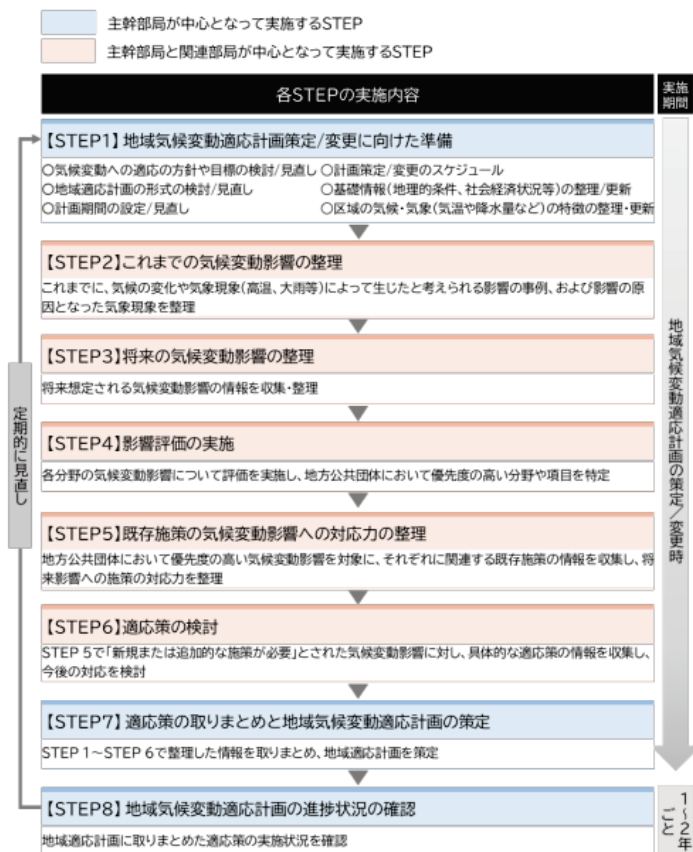 主幹部局が中心となって実施するSTEP
主幹部局と関連部局が中心となって実施するSTEP
各STEPの実施内容
実施
期間
【STEP1】地域気候変動適応計画策定/変更に向けた準備
○気候変動への適応の方針や目標の検討/見直し ○計画策定/変更のスケジュール
○地域適応計画の形式の検討/見直し ○基礎情報(地理的条件、社会経済状況等)の整理/更新
○計画期間の設定/見直し ○区域の気候・気象(気温や降水量など)の特徴の整理・更新
【STEP2】これまでの気候変動影響の整理
これまでに、気候の変化や気象現象(高温、大雨等)によって生じたと考えられる影響の事例、および影響の原
因となった気象現象を整理
【STEP3】将来の気候変動影響の整理
将来想定される気候変動影響の情報を収集・整理
【STEP4】影響評価の実施
各分野の気候変動影響について評価を実施し、地方公共団体において優先度の高い分野や項目を特定
【STEP5】既存施策の気候変動影響への対応力の整理
地方公共団体において優先度の高い気候変動影響を対象に、それぞれに関連する既存施策の情報を収集し、将
来影響への施策の対応力を整理
【STEP6】適応策の検討
STEP 5で「新規または追加的な施策が必要」とされた気候変動影響に対し、具体的な適応策の情報を収集し、
今後の対応を検討
【STEP7】適応策の取りまとめと地域気候変動適応計画の策定
STEP 1～STEP 6で整理した情報を取りまとめ、地域適応計画を策定
【STEP8】地域気候変動適応計画の進捗状況の確認
地域適応計画に取りまとめた適応策の実施状況を確認
定期的に見直し
地域気候変動適応計画の策定/変更時
1～2年
ごと